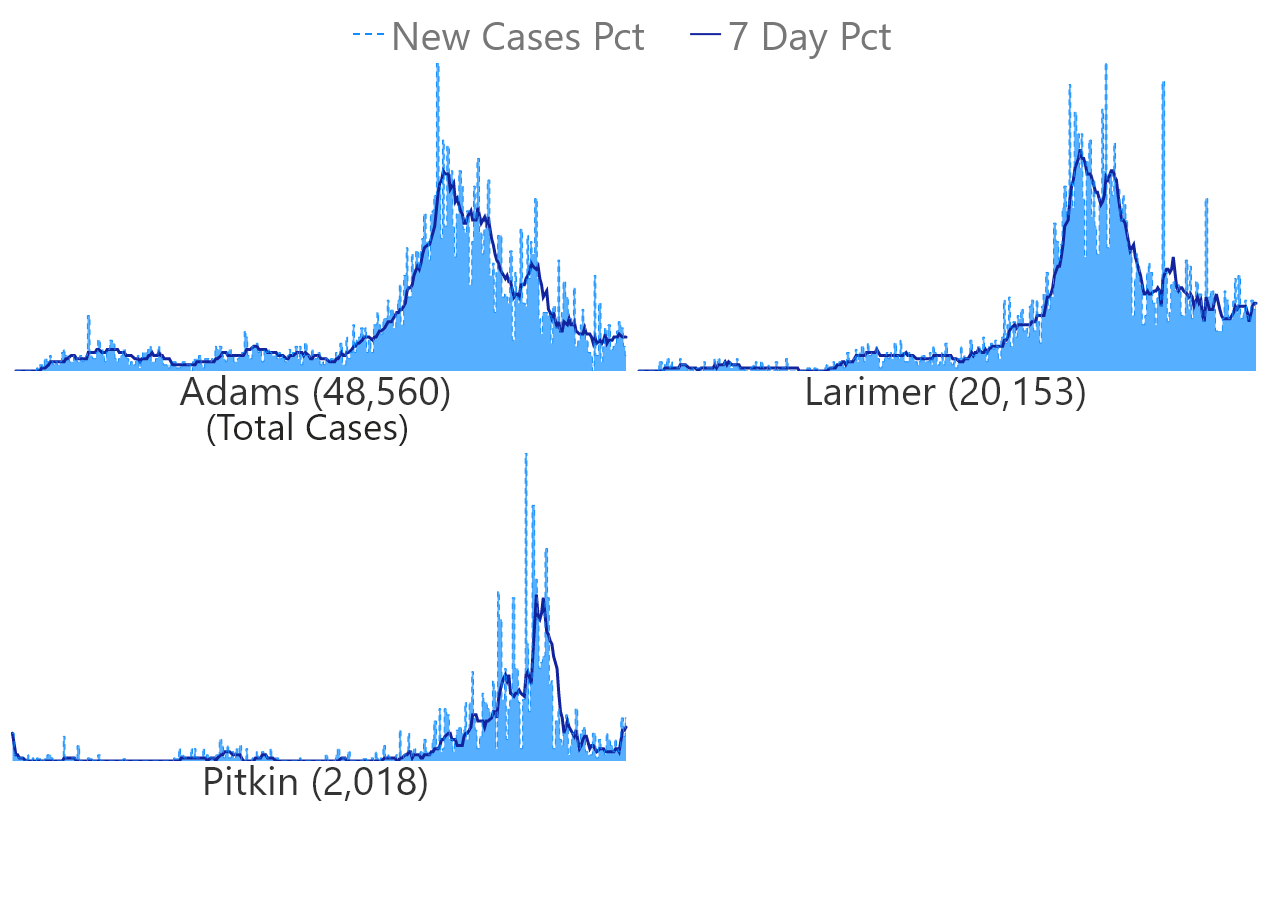 New Cases Pct 7 Day Pct
Adams (48,560)
(Total Cases)
Larimer (20,153)
Pitkin (2,018)